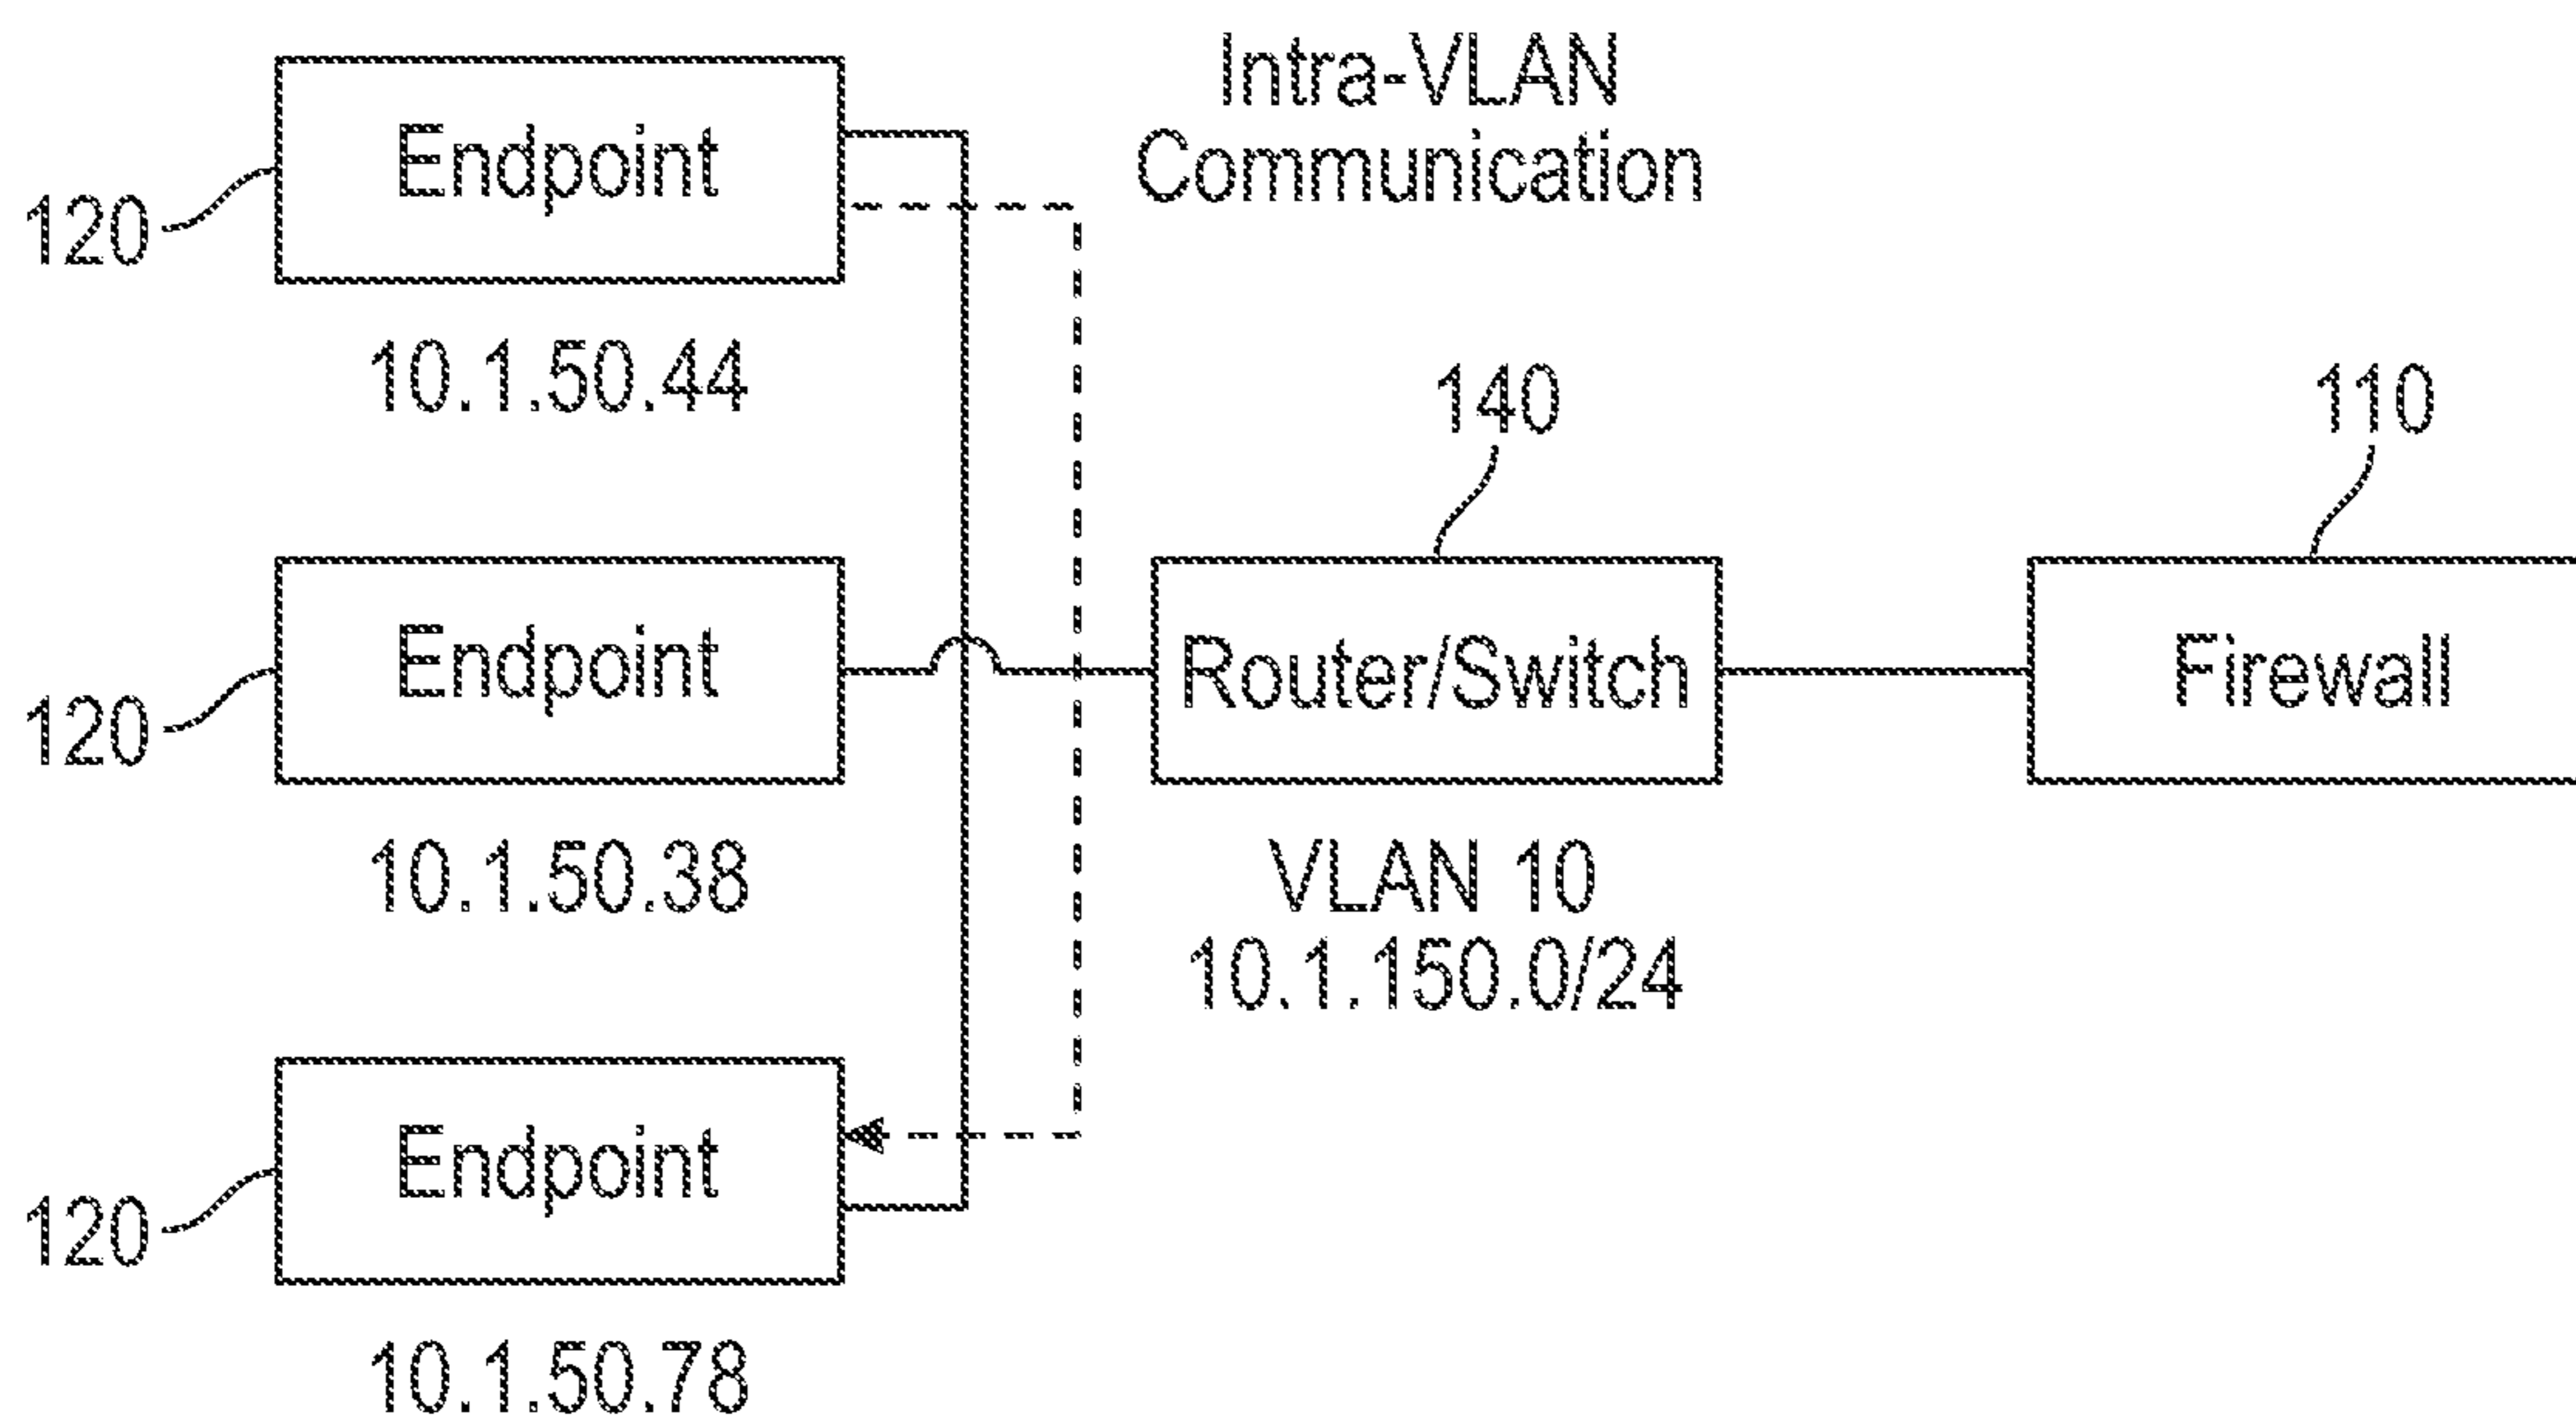 Intra-VLAN
Communication
Endpoint
120
10.1.50.44
140
110
Endpoint
Router/Switch
Firewall
120
10.1.50.38
VLAN 10
10.1.150.0/24
Endpoint
120
10.1.50.78